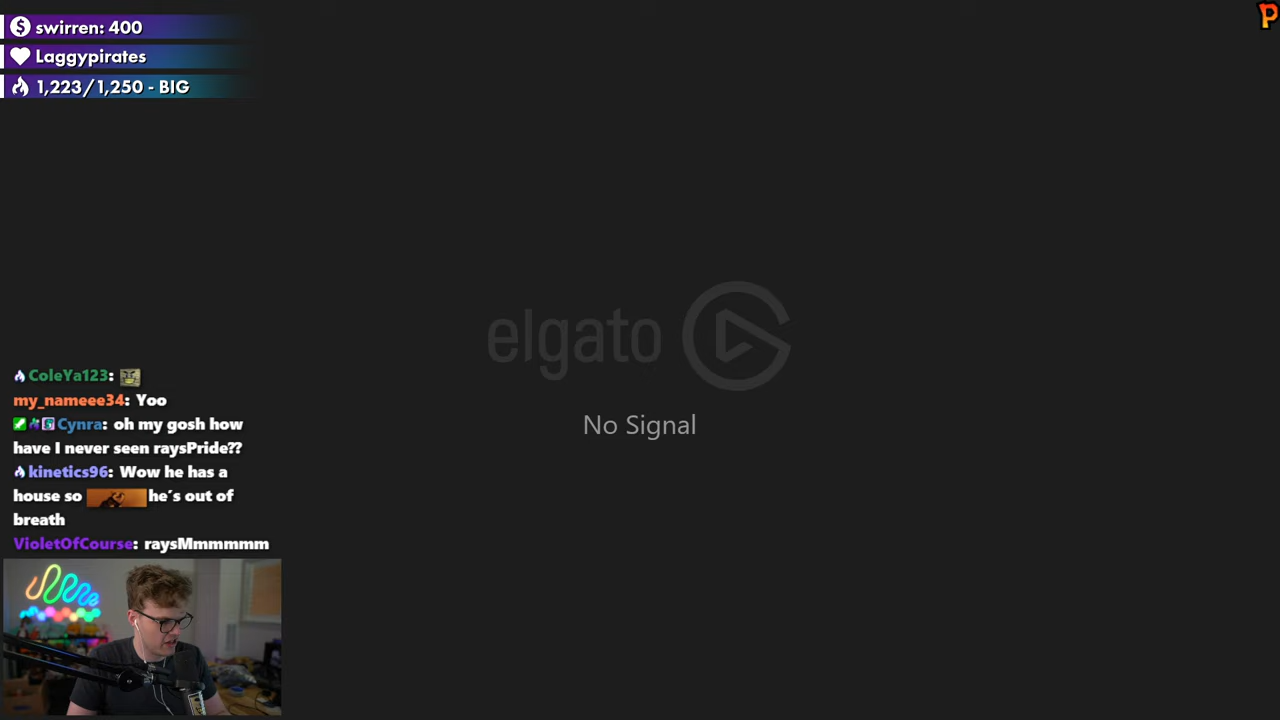 swirren: 400
Laggypirates
1,223/1,250 - BIG
P
elgato
No Signal
ColeYa123:
my_nameee34: Yoo
Cynra: oh my gosh how
have I never seen raysPride??
kinetics96: Wow he has a
house so he's out of
breath
VioletOfCourse: raysMmmmmm